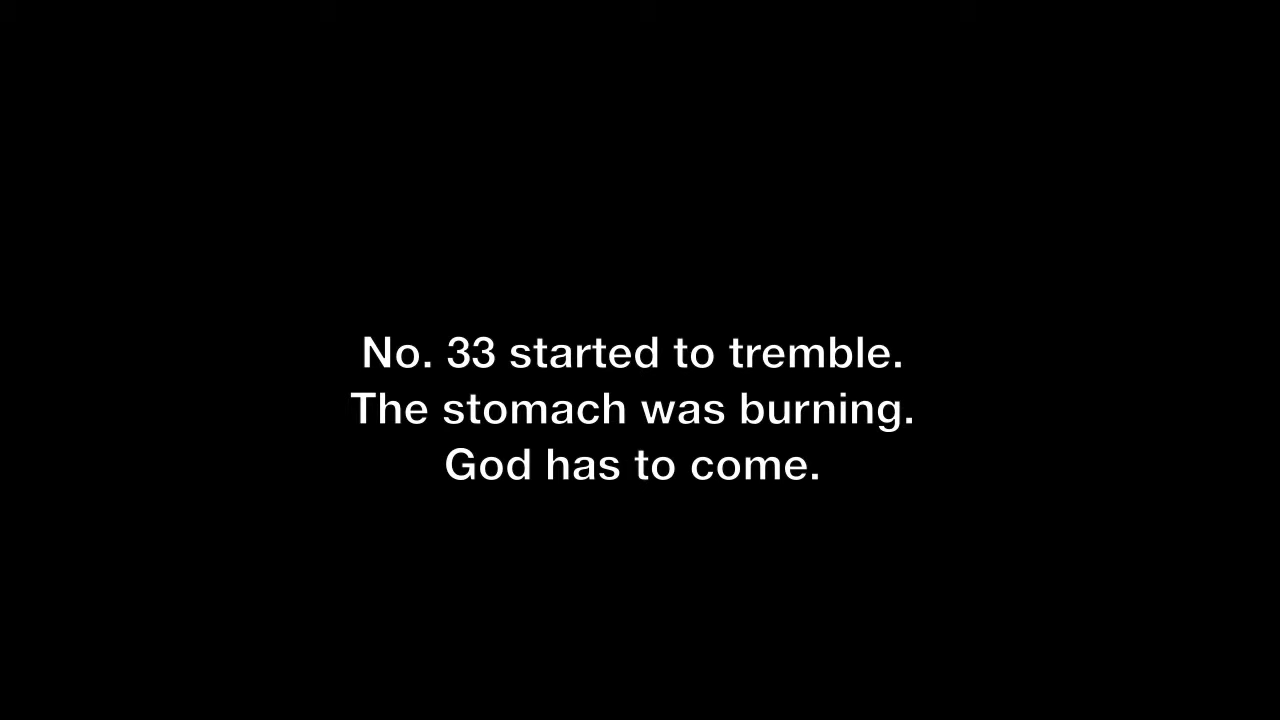 No. 33 started to tremble.
The stomach was burning.
God has to come.